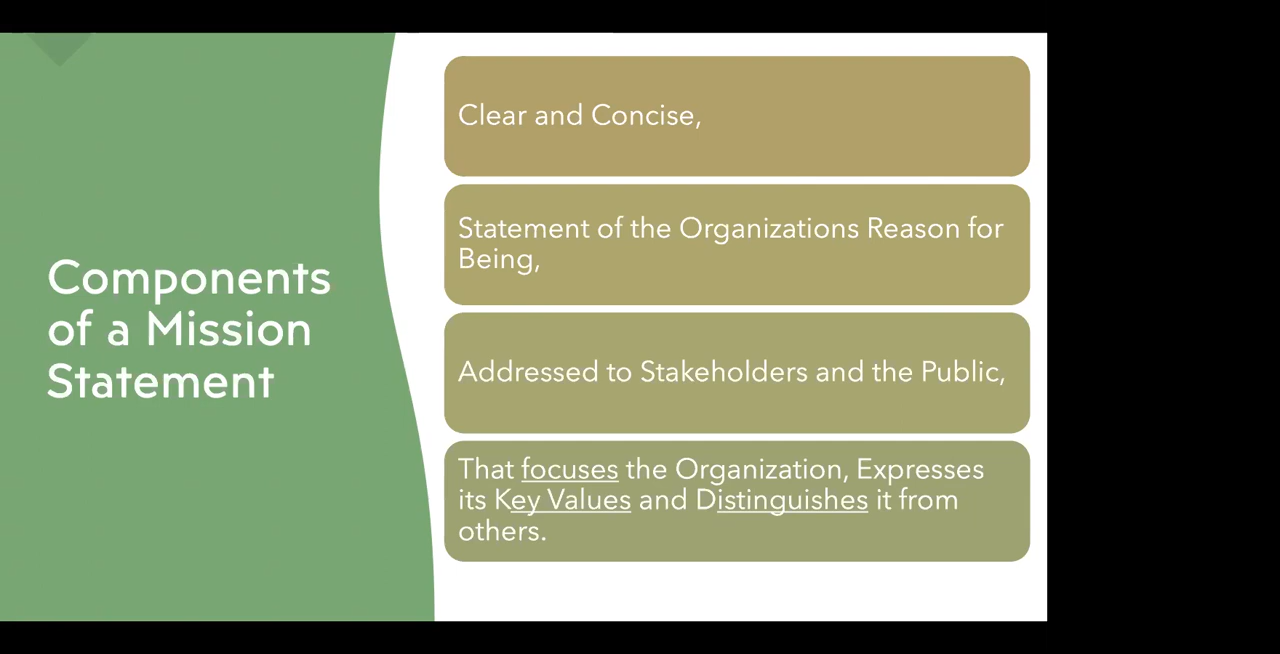 Components
of a Mission
Statement
Clear and Concise,
Statement of the Organizations Reason for
Being,
Addressed to Stakeholders and the Public,
That focuses the Organization, Expresses
its Key Values and Distinguishes it from
others.